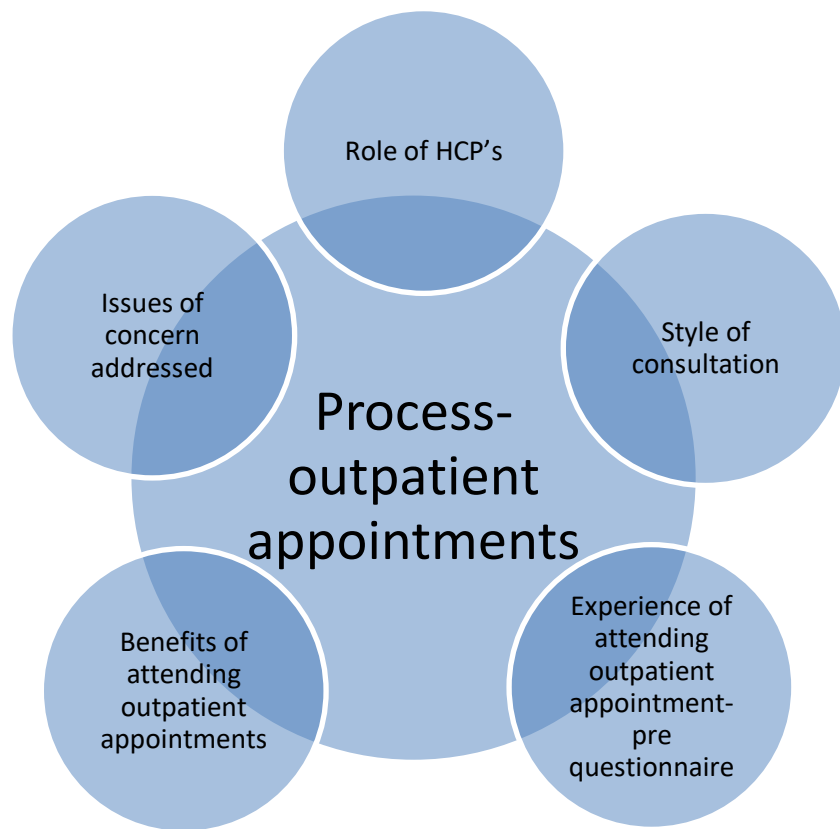 Role of HCP’s
Issues of
concern
addressed
Style of
consultation
Process-
outpatient
appointments
Benefits of
attending
outpatient
appointments
Experience of
attending
outpatient
appointment-
pre
questionnaire